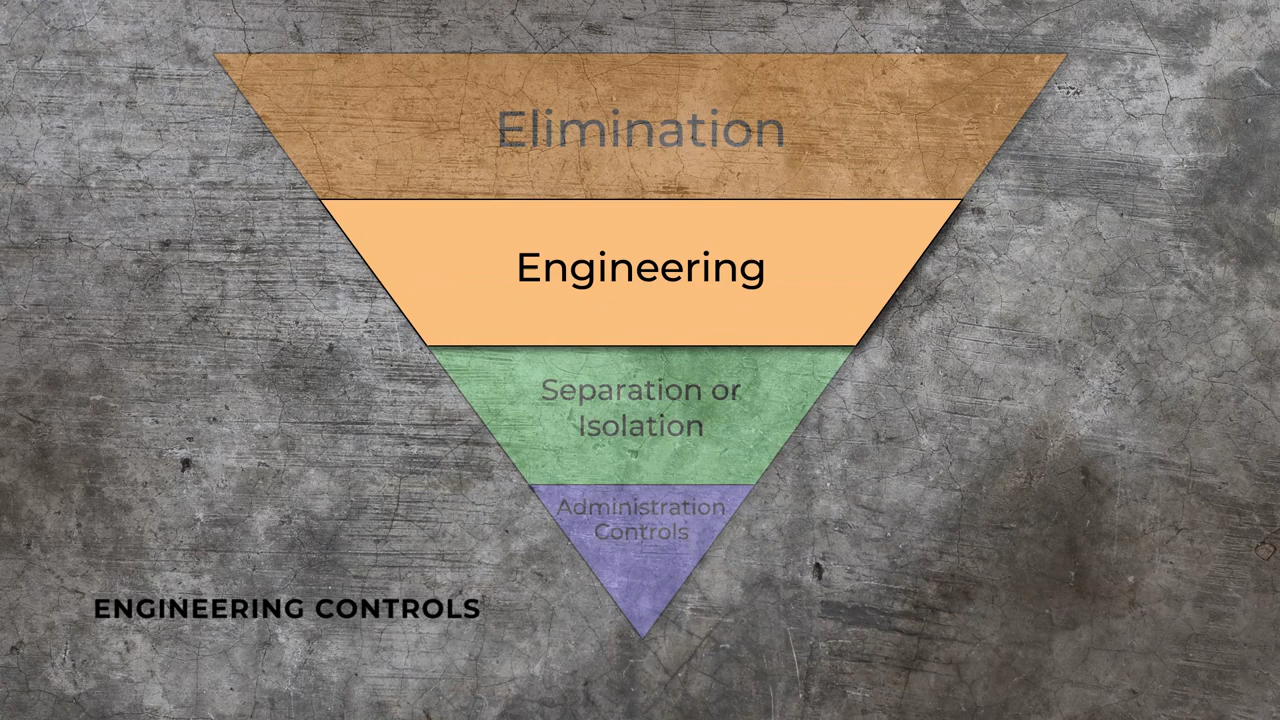 Elimination
Engineering
Separation or
Isolation
Administration
Controls
ENGINEERING CONTROLS